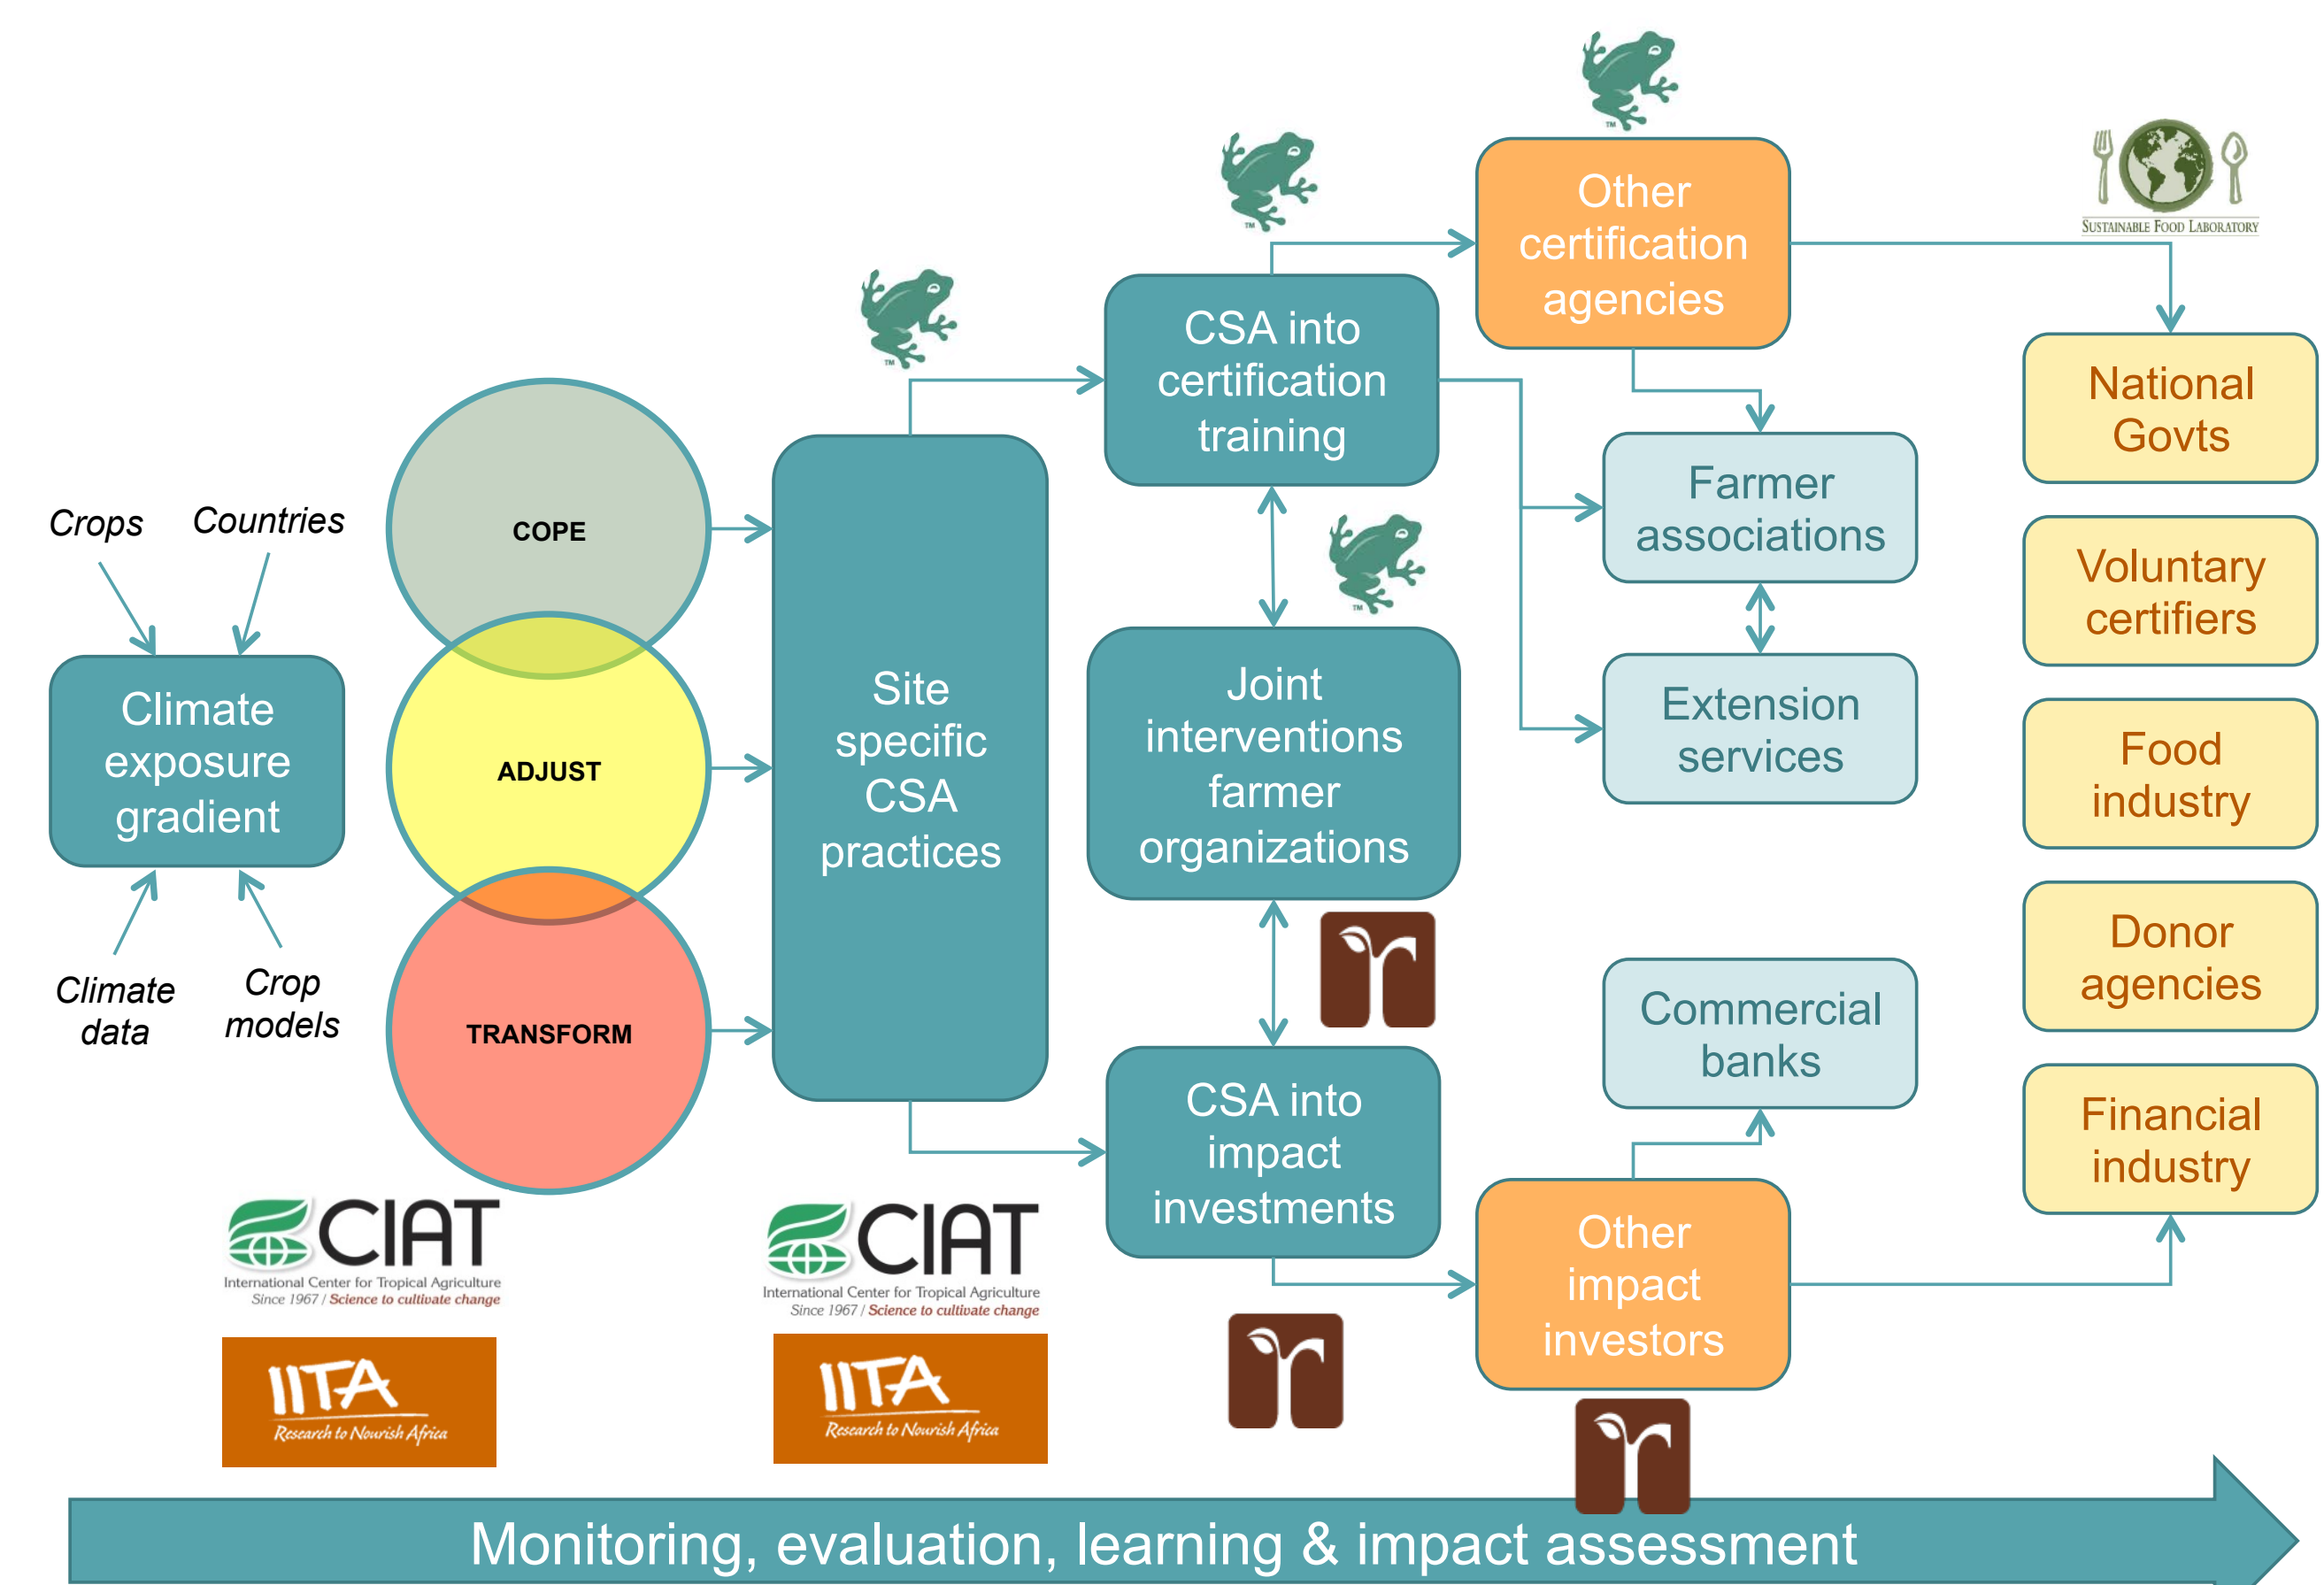 Crops
Countries
Climate
exposure
gradient
Climate
data
Crop
models
COPE
ADJUST
TRANSFORM
CIAT
International Center for Tropical Agriculture
Since 1967 / Science to cultivate change
IITA
Research to Nourish Africa
Site
specific
CSA
practices
CIAT
International Center for Tropical Agriculture
Since 1967 / Science to cultivate change
IITA
Research to Nourish Africa
TM
TM
CSA into
certification
training
TM
Joint
interventions
farmer
organizations
r
CSA into
impact
investments
r
TM
Other
certification
agencies
Farmer
associations
Extension
services
Commercial
banks
Other
impact
investors
r
SUSTAINABLE FOOD LABORATORY
National
Govts
Voluntary
certifiers
Food
industry
Donor
agencies
Financial
industry
Monitoring, evaluation, learning & impact assessment